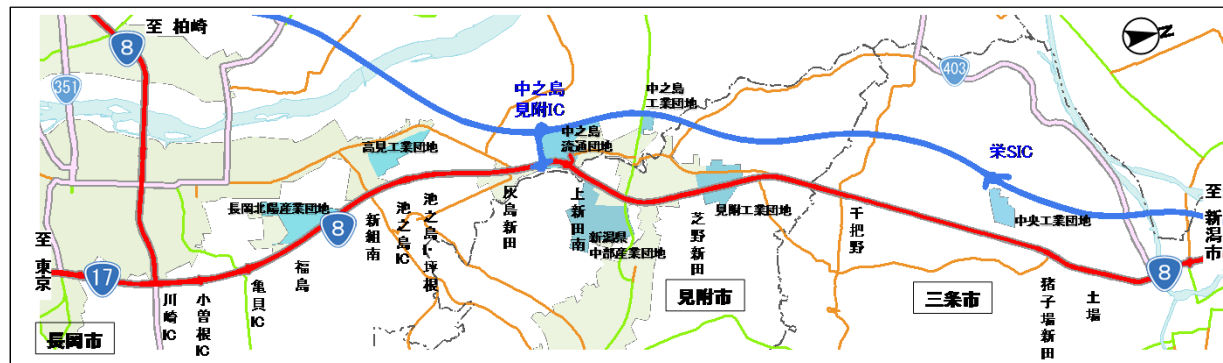 至 柏崎
8
351
N
403
中之島
見附IC
中之島
工業団地
中之島
流通団地
高見工業団地
栄SIC
至 新潟市
中央工業団地
長岡北陽産業団地
8
新組南
池之島IC
池之島・坪根
灰島新田
上新田南
新潟県
中部産業団地
芝野新田
見附工業団地
千把野
至 東京
17
川崎IC
小曽根IC
亀貝IC
福島
8
猪子場新田
土場
長岡市
見附市
三条市